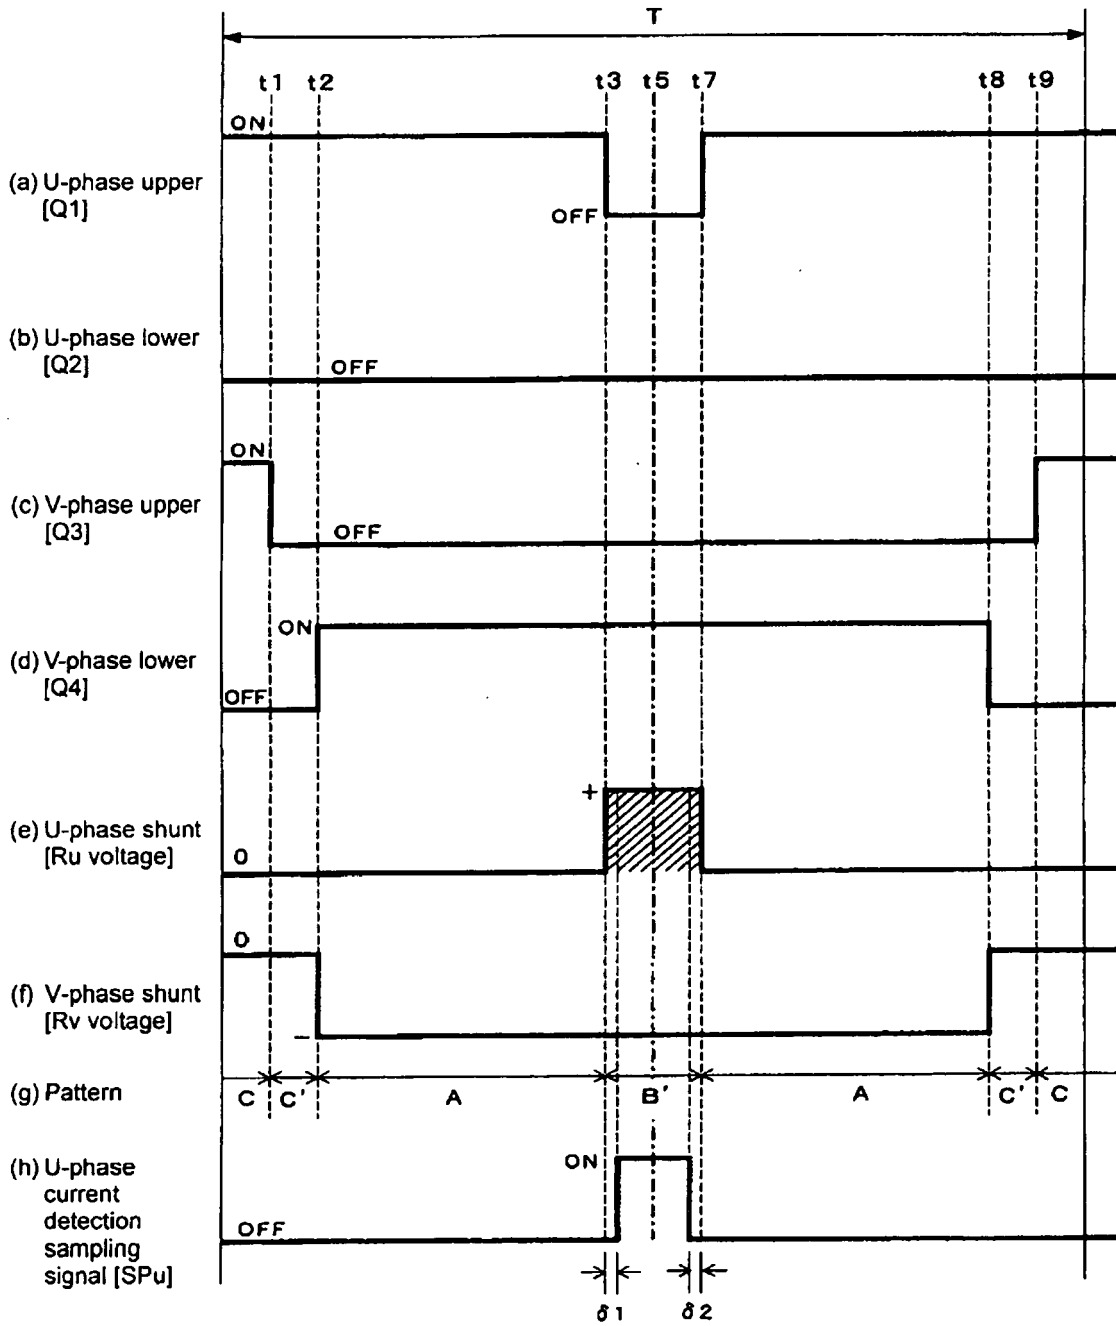 T
t1 t2 t3 t5 t7 t8 t9
ON
(a) U-phase upper
[Q1]
OFF
(b) U-phase lower
[Q2]
OFF
ON
(c) V-phase upper
[Q3]
OFF
ON
(d) V-phase lower
[Q4]
OFF
+
(e) U-phase shunt
[Ru voltage]
0
0
(f) V-phase shunt
[Rv voltage]
−
(g) Pattern
C C' A B' A C' C
(h) U-phase
current
detection
sampling
signal [SPu]
ON
OFF
δ1 δ2